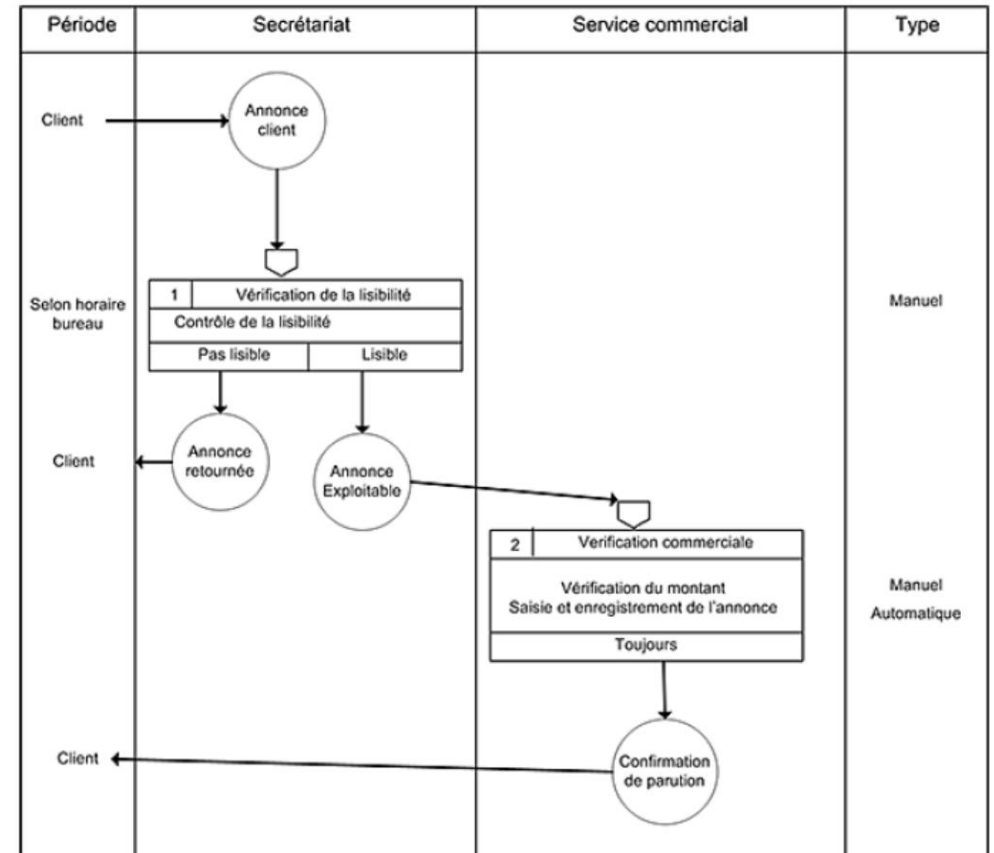 Période
Secrétariat
Service commercial
Type
Client
Annonce
client
1
Vérification de la lisibilité
Selon horaire
bureau
Contrôle de la lisibilité
Manuel
Pas lisible
Lisible
Client
Annonce
retournée
Annonce
Exploitable
2
Verification commerciale
Vérification du montant
Saisie et enregistrement de l'annonce
Manuel
Automatique
Toujours
Client
Confirmation
de parution